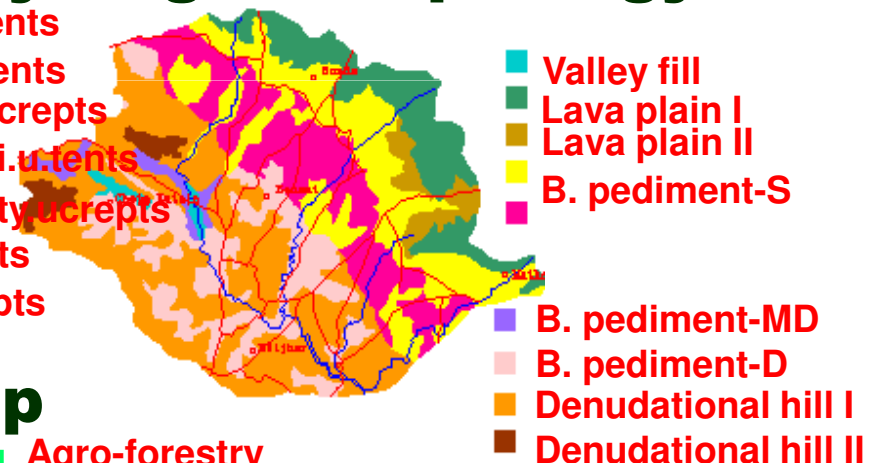 ents
ents
crepts
i.u.tents
ty.ucrepts
ts
pts
p
Agro-forestry
Valley fill
Lava plain I
Lava plain II
B. pediment-S
B. pediment-MD
B. pediment-D
Denudational hill I
Denudational hill II